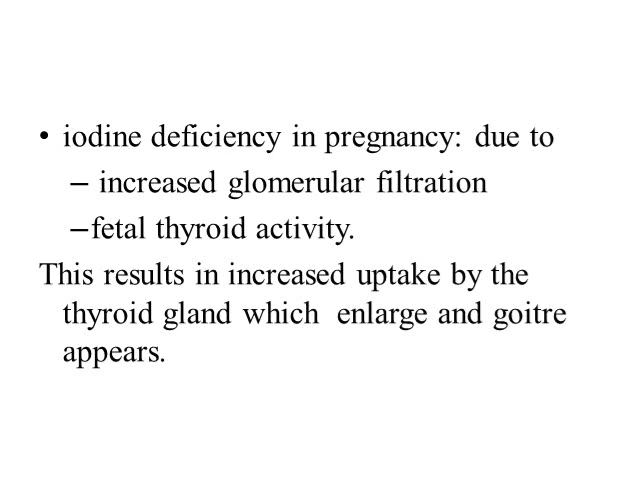 • iodine deficiency in pregnancy: due to
– increased glomerular filtration
–fetal thyroid activity.
This results in increased uptake by the
thyroid gland which  enlarge and goitre
appears.